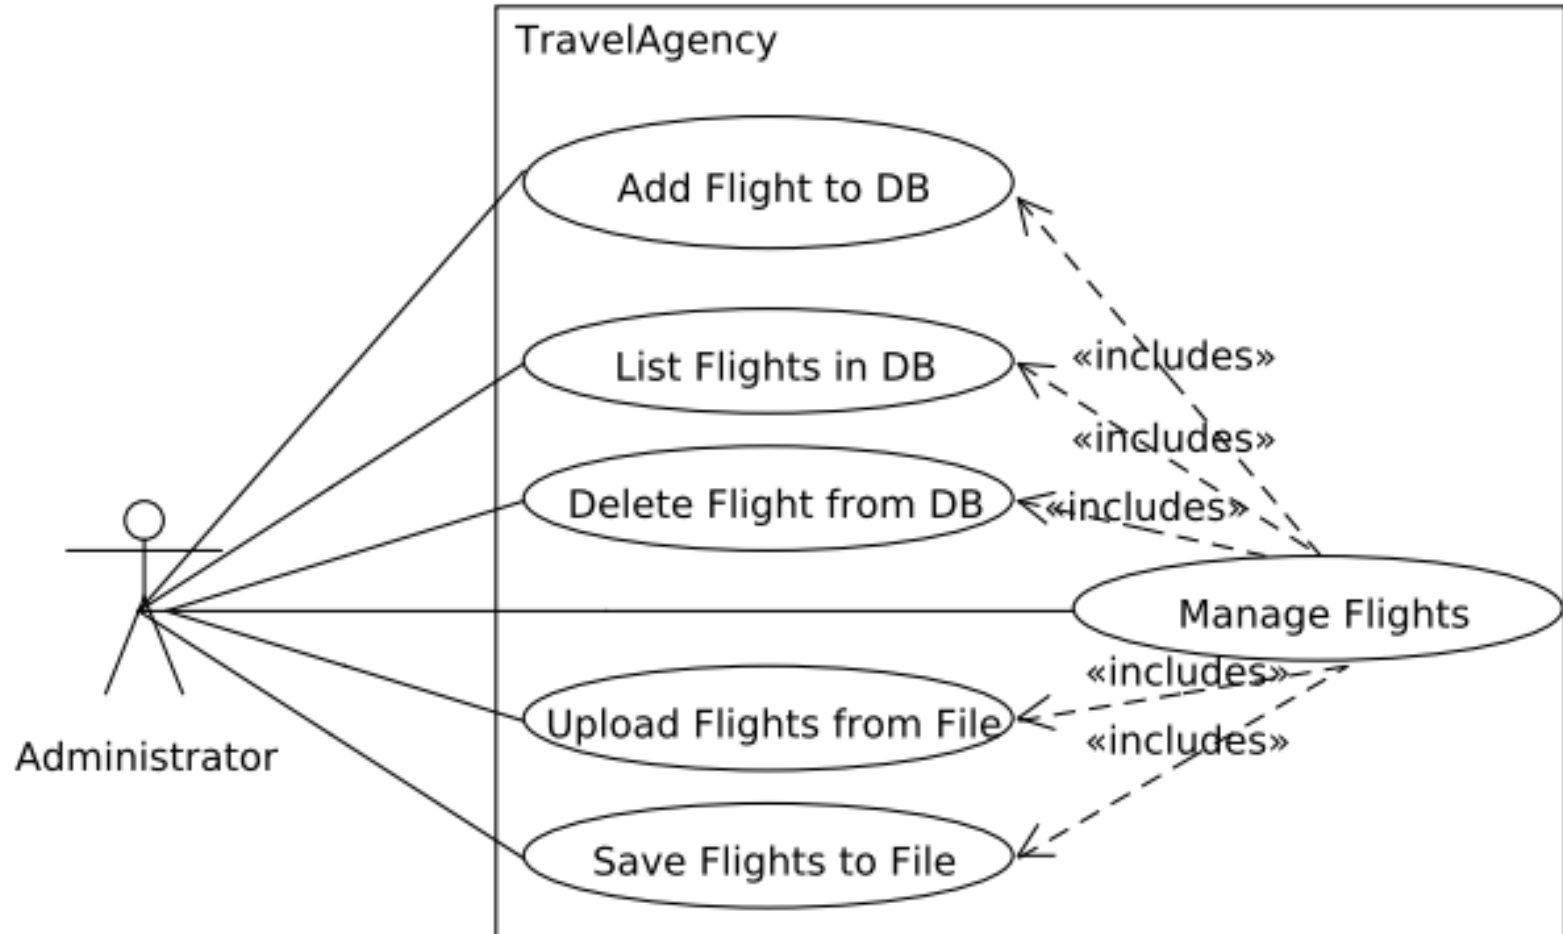 TravelAgency
Add Flight to DB
«includes»
List Flights in DB
«includes»
«includes»
Delete Flight from DB
Manage Flights
«includes»
Upload Flights from File
«includes»
Administrator
Save Flights to File